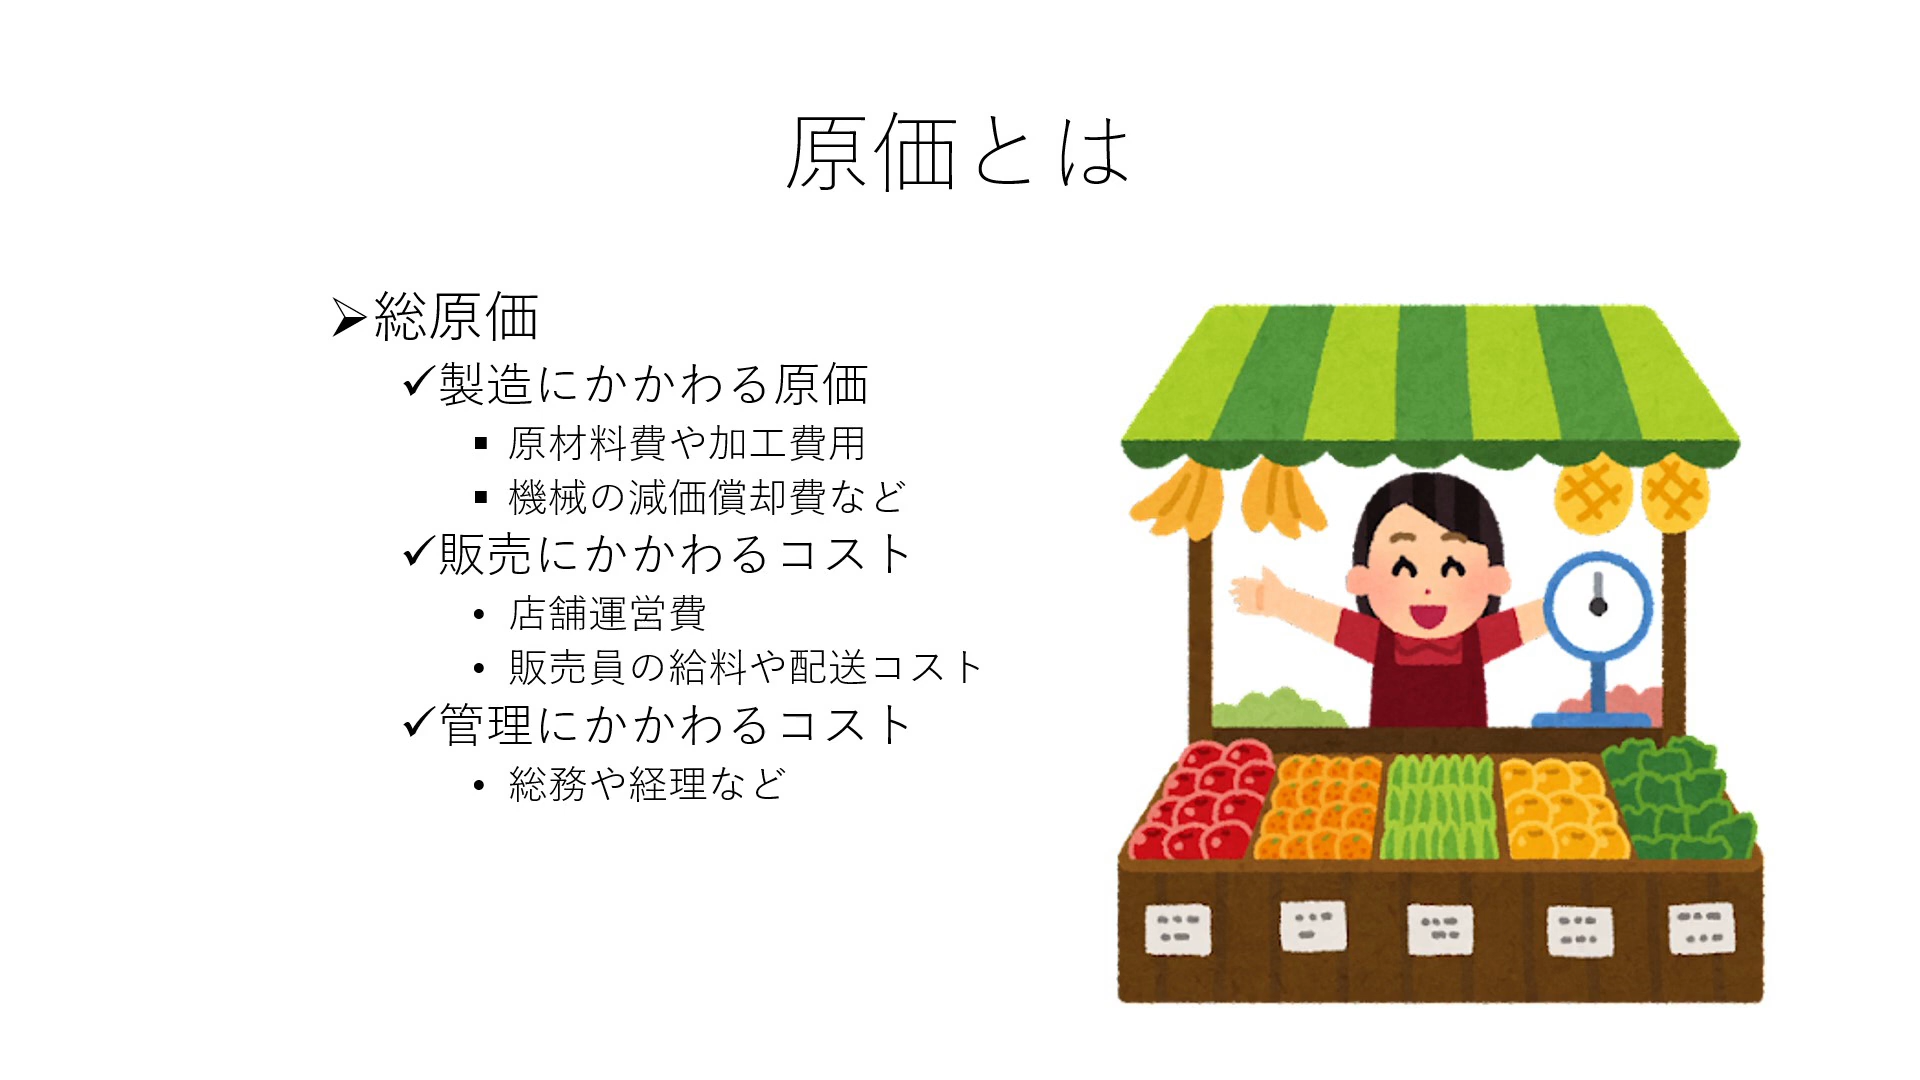 原価とは
➢総原価
✓製造にかかわる原価
▪ 原材料費や加工費用
▪ 機械の減価償却費など
✓販売にかかわるコスト
• 店舗運営費
• 販売員の給料や配送コスト
✓管理にかかわるコスト
• 総務や経理など